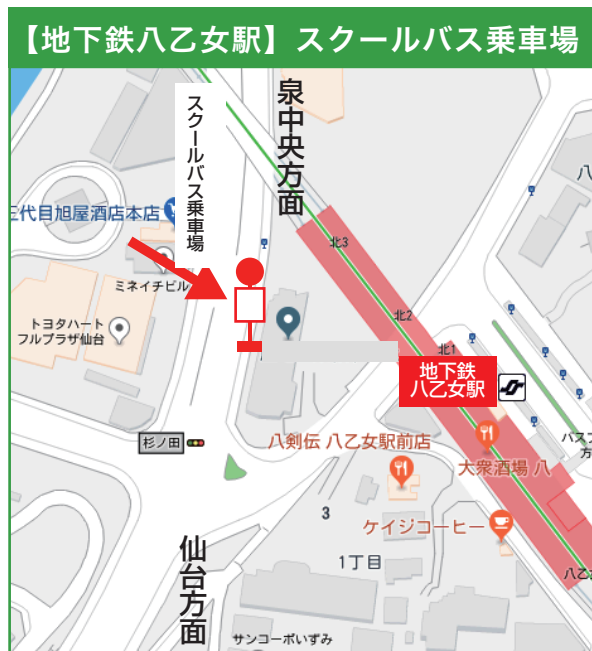 【地下鉄八乙女駅】スクールバス乗車場
スクールバス乗車場
泉中央方面
三代目旭屋酒店本店
ミネイチビル
トヨタハート
フルプラザ仙台
北3
北2
北1
地下鉄
八乙女駅
杉ノ田
八剣伝 八乙女駅前店
大衆酒場 八
バスプ
方
3
ケイジコーヒー
1丁目
仙台方面
サンコーポいずみ
八乙
八